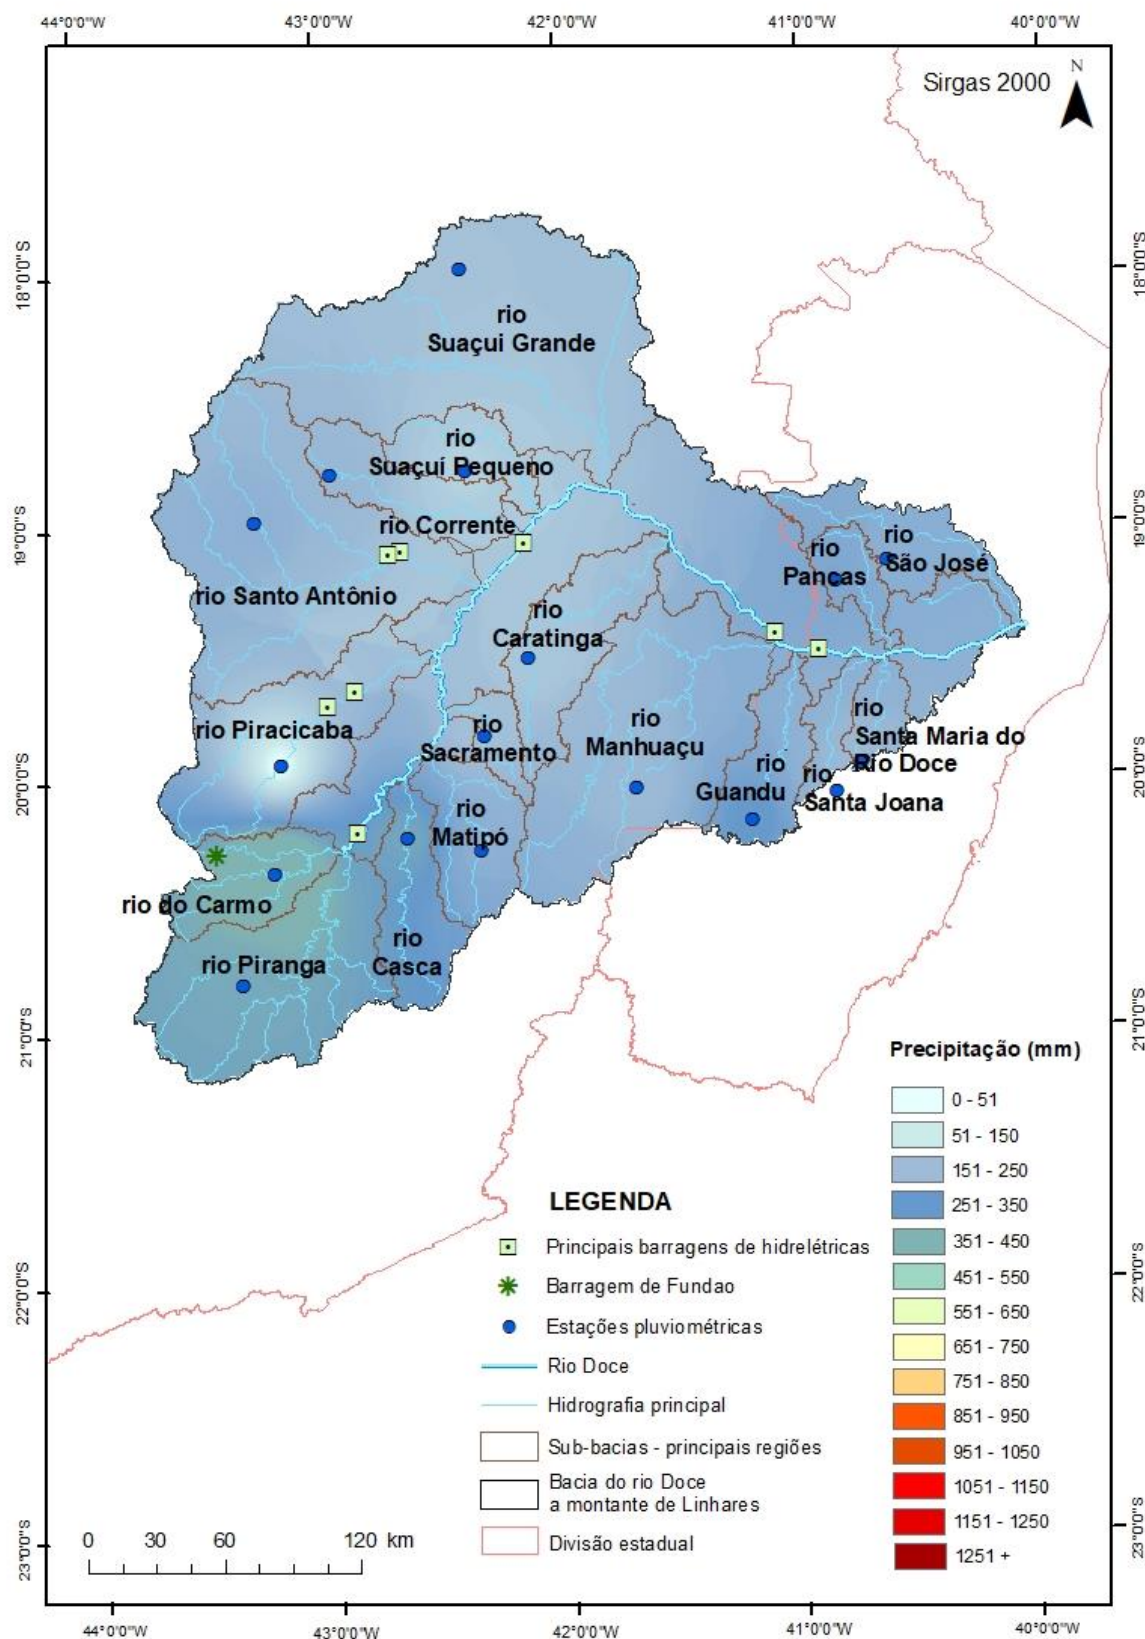 44°0'0"W 43°0'0"W 42°0'0"W 41°0'0"W 40°0'0"W
Sirgas 2000
N
18°0'0"S
18°0'0"S
rio
Suaçui Grande
rio
Suaçuí Pequeno
rio Corrente
19°0'0"S
19°0'0"S
rio
São José
rio
Pancas
rio Santo Antônio
rio
Caratinga
rio Piracicaba
rio
Sacramento
rio
Manhuaçu
rio
Santa Maria do
Rio Doce
rio
Guandu
rio
Santa Joana
20°0'0"S
20°0'0"S
rio
Matipó
rio do Carmo
rio
Casca
rio Piranga
21°0'0"S
21°0'0"S
Precipitação (mm)
0 - 51
51 - 150
151 - 250
251 - 350
351 - 450
451 - 550
551 - 650
651 - 750
751 - 850
851 - 950
951 - 1050
1051 - 1150
1151 - 1250
1251 +
LEGENDA
Principais barragens de hidrelétricas
Barragem de Fundao
Estações pluviométricas
Rio Doce
Hidrografia principal
Sub-bacias - principais regiões
Bacia do rio Doce
a montante de Linhares
Divisão estadual
22°0'0"S
22°0'0"S
23°0'0"S
23°0'0"S
0 30 60 120 km
44°0'0"W 43°0'0"W 42°0'0"W 41°0'0"W 40°0'0"W